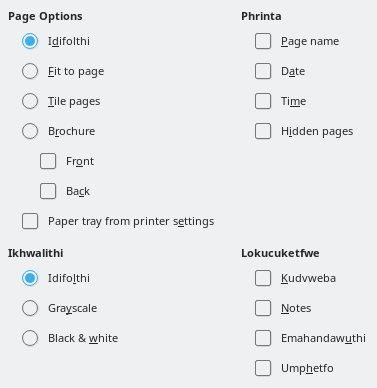 Page Options
Idifolthi
Fit to page
Tile pages
Brochure
Front
Back
Paper tray from printer settings
Phrinta
Page name
Date
Time
Hidden pages
Ikhwalithi
Idifolthi
Grayscale
Black & white
Lokucuketfwe
Kudvweba
Notes
Emahandawuthi
Umphetfo